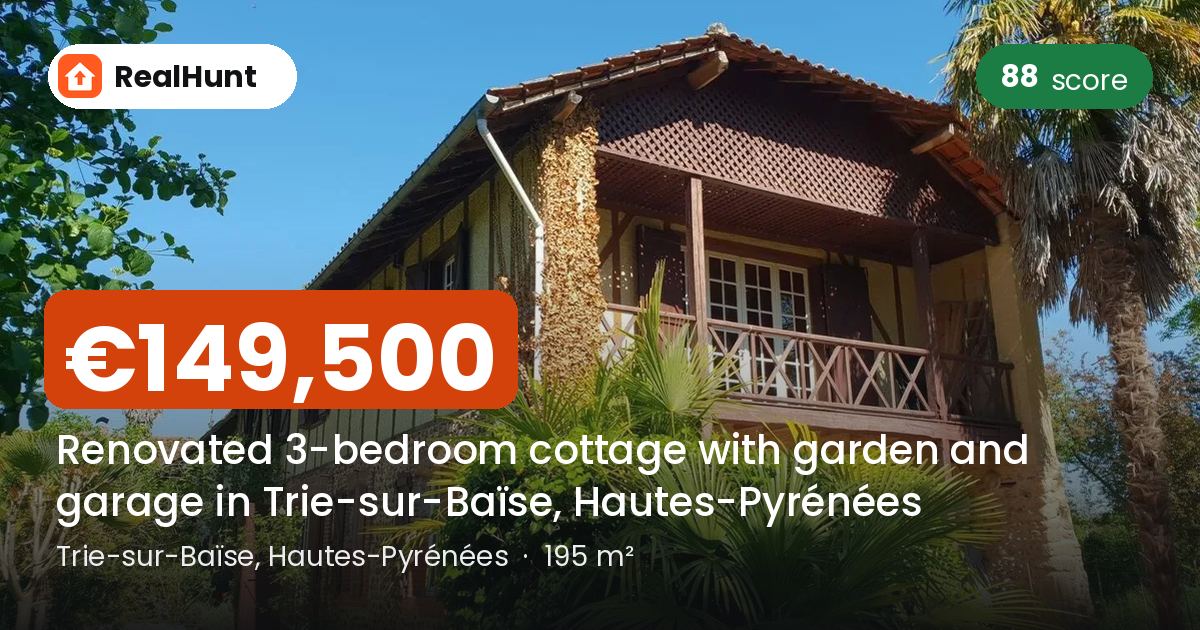 RealHunt
88 score
€149,500
Renovated 3-bedroom cottage with garden and
garage in Trie-sur-Baïse, Hautes-Pyrénées
Trie-sur-Baïse, Hautes-Pyrénées · 195 m²